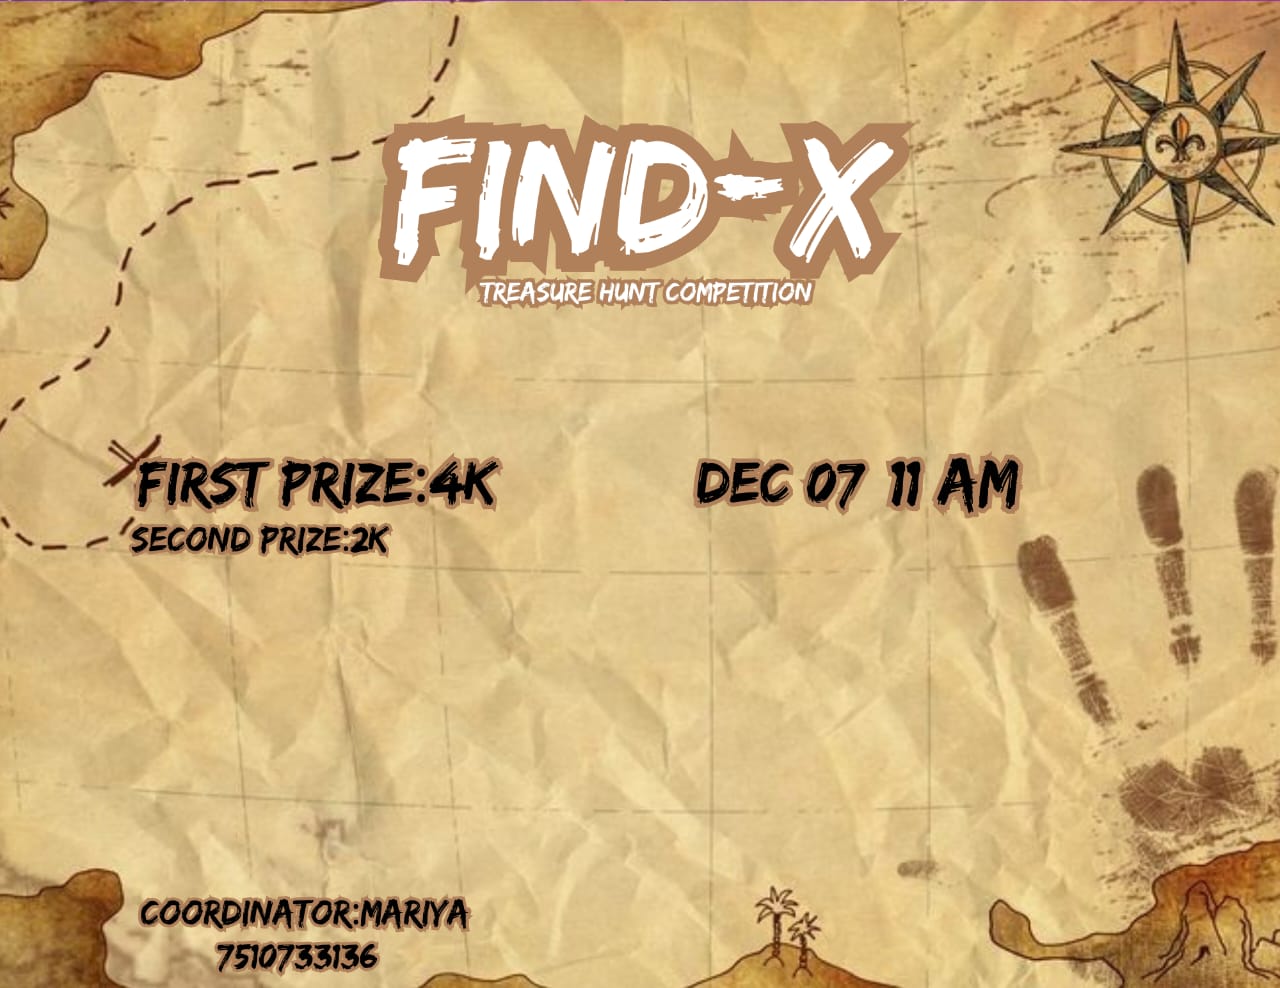 FIND-X
TREASURE HUNT COMPETITION
FIRST PRIZE:4K
SECOND PRIZE:2K
DEC 07 11 AM
COORDINATOR:MARIYA
7510733136